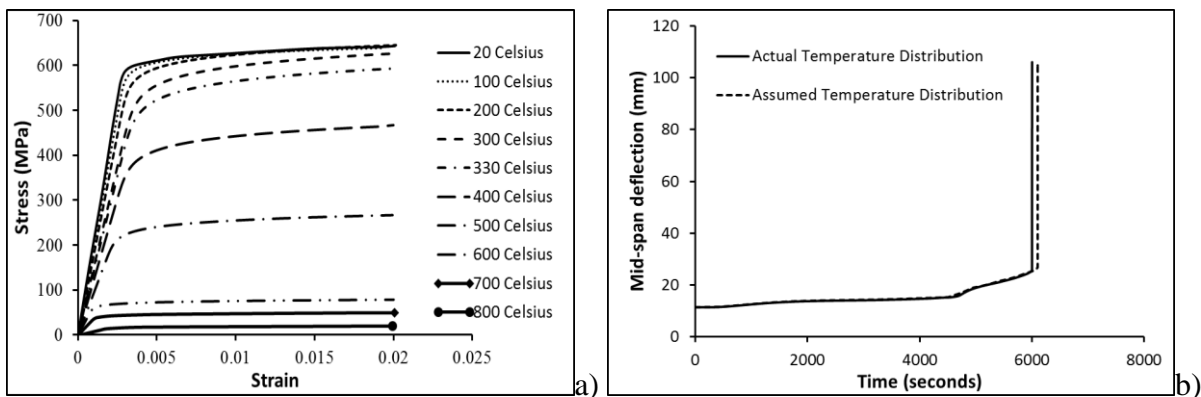 700
600
500
400
300
200
100
0
Stress (MPa)
0 0.005 0.01 0.015 0.02 0.025
Strain
20 Celsius
100 Celsius
200 Celsius
300 Celsius
330 Celsius
400 Celsius
500 Celsius
600 Celsius
700 Celsius
800 Celsius
a)
120
100
80
60
40
20
0
Mid-span deflection (mm)
0 2000 4000 6000 8000
Time (seconds)
Actual Temperature Distribution
Assumed Temperature Distribution
b)